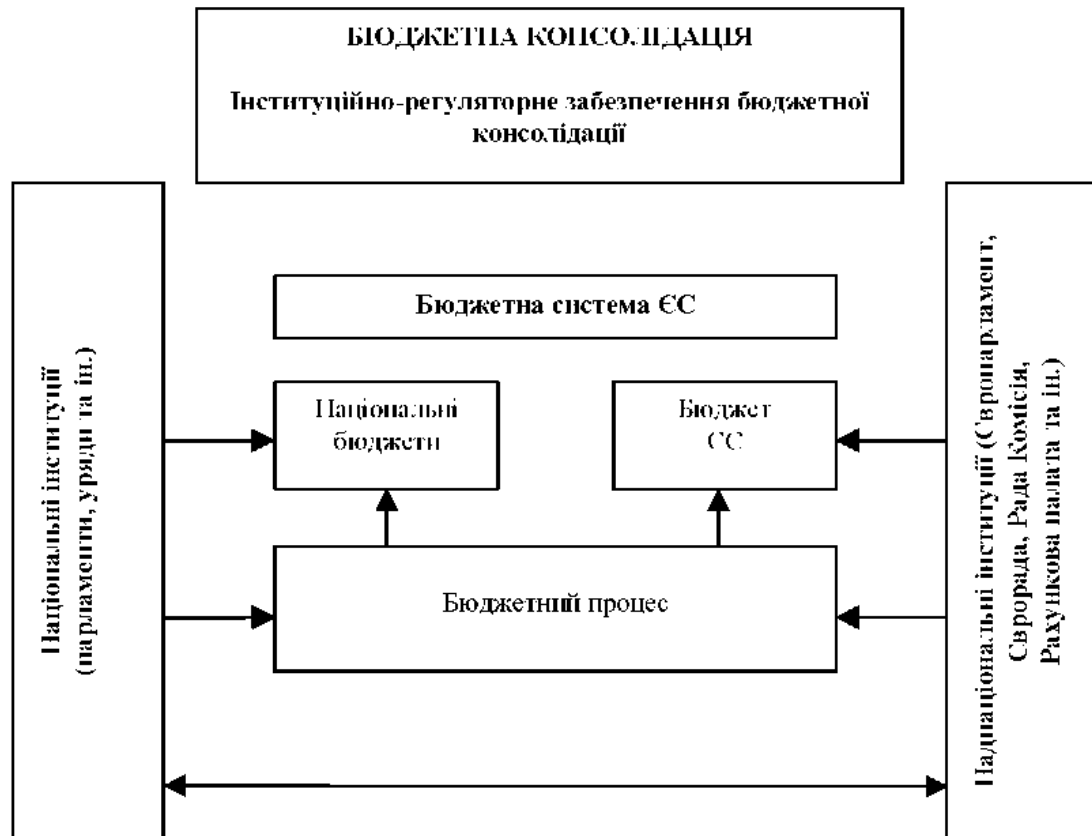 БЮДЖЕТНА КОНСОЛІДАЦІЯ
Інституційно-регуляторне забезпечення бюджетної
консолідації
Національні інституції
(парламенти, уряди та ін.)
Бюджетна система ЄС
Національні
бюджети
Бюджет
ЄС
Бюджетний процес
Наднаціональні інституції (Європарламент,
Єврорада, Рада Комісія,
Рахункова палата та ін.)